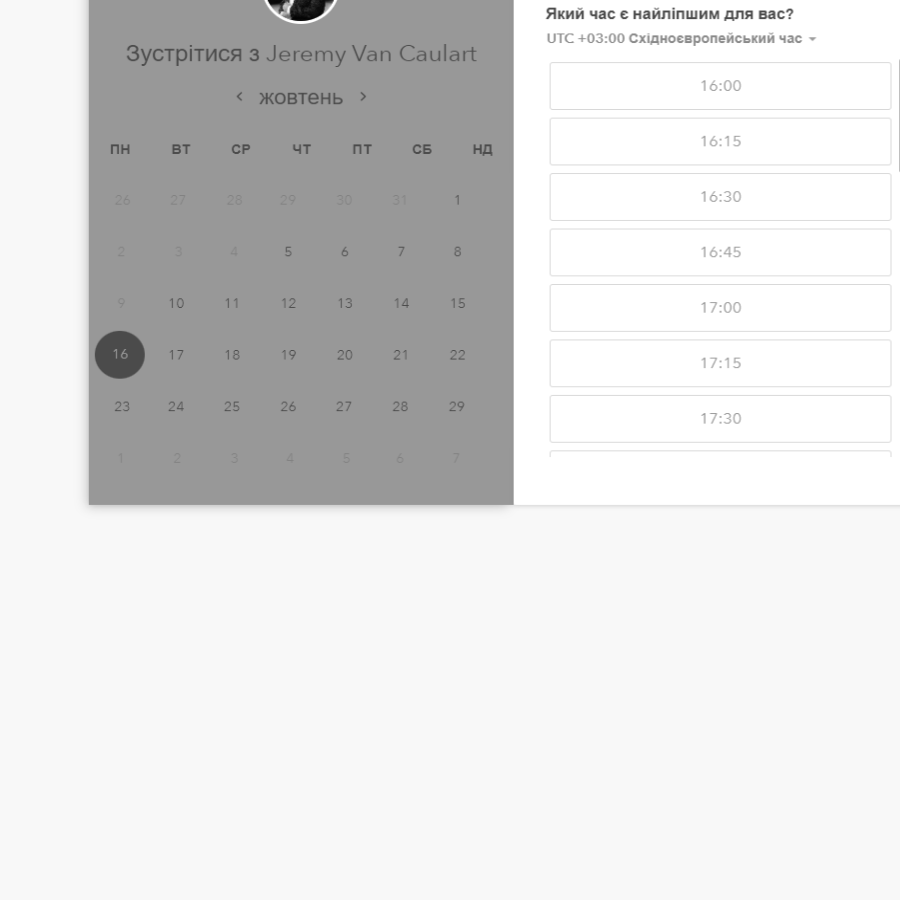 Зустрітися з Jeremy Van Caulart
жовтень
ПН ВТ СР ЧТ ПТ СБ НД
26 27 28 29 30 31 1
2 3 4 5 6 7 8
9 10 11 12 13 14 15
16 17 18 19 20 21 22
23 24 25 26 27 28 29
1 2 3 4 5 6 7
Який час є найліпшим для вас?
UTC +03:00 Східноєвропейський час
16:00
16:15
16:30
16:45
17:00
17:15
17:30